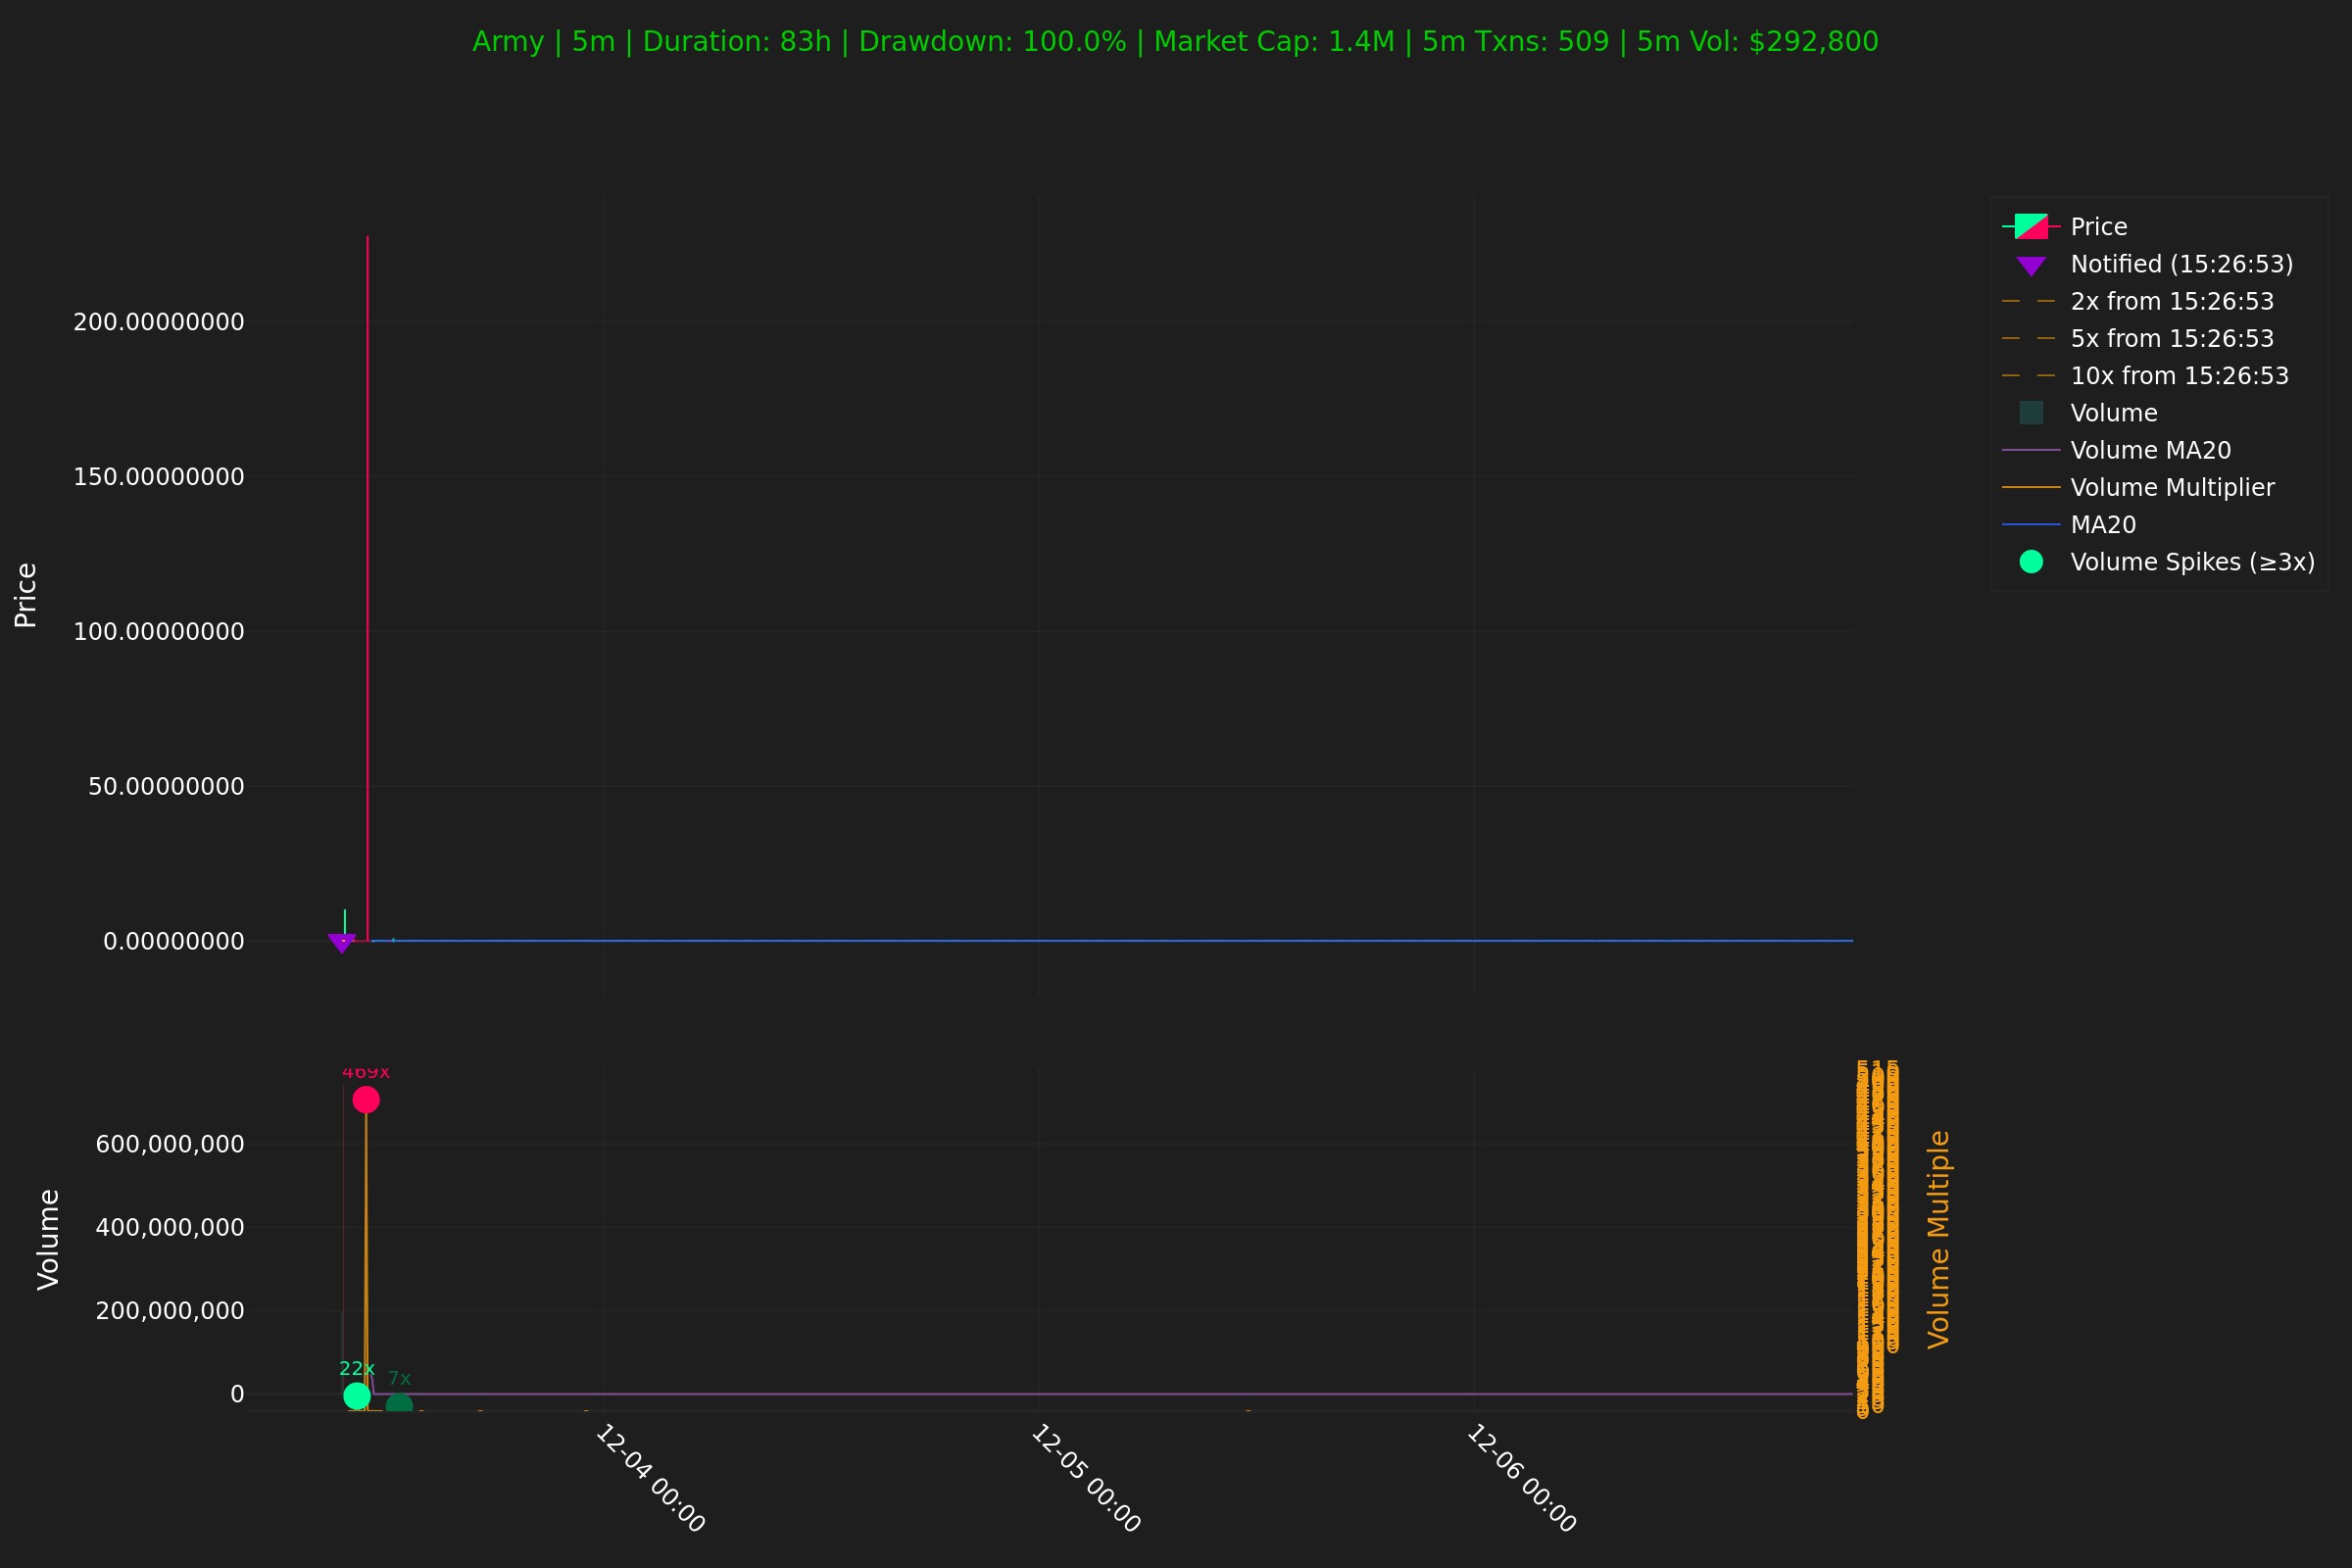 Army | 5m | Duration: 83h | Drawdown: 100.0% | Market Cap: 1.4M | 5m Txns: 509 | 5m Vol: $292,800
Price
200.00000000
150.00000000
100.00000000
50.00000000
0.00000000
Price
Notified (15:26:53)
2x from 15:26:53
5x from 15:26:53
10x from 15:26:53
Volume
Volume MA20
Volume Multiplier
MA20
Volume Spikes (≥3x)
Volume
600,000,000
400,000,000
200,000,000
0
469x
22x
7x
Volume Multiple
12-04 00:00
12-05 00:00
12-06 00:00